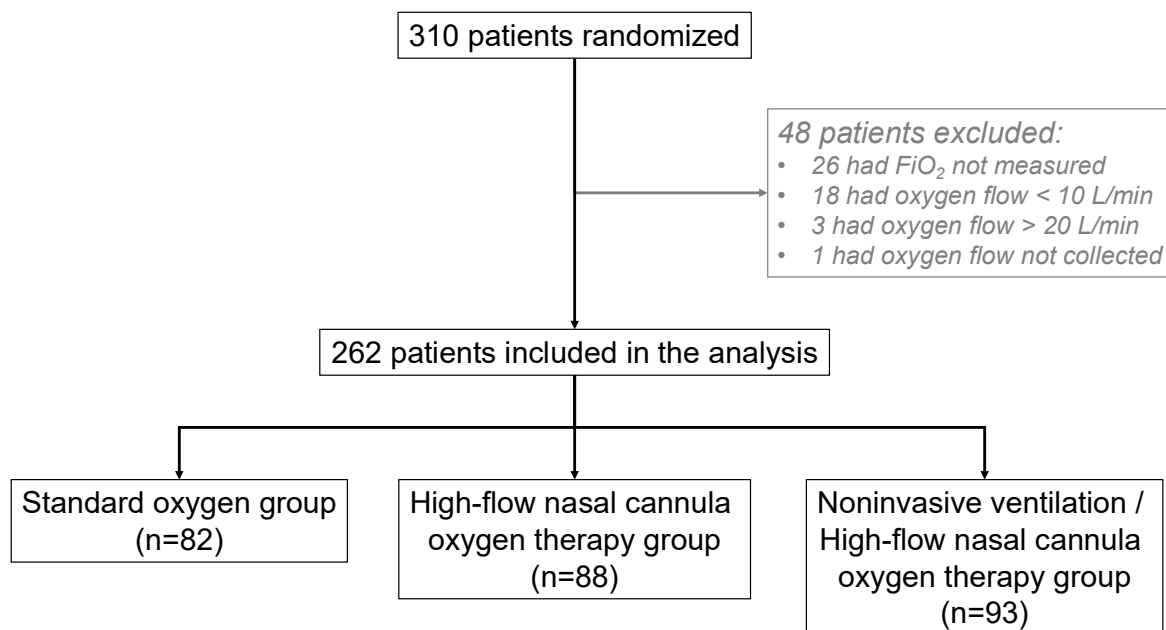 310 patients randomized
48 patients excluded:
• 26 had FiO₂ not measured
• 18 had oxygen flow < 10 L/min
• 3 had oxygen flow > 20 L/min
• 1 had oxygen flow not collected
262 patients included in the analysis
Standard oxygen group
(n=82)
High-flow nasal cannula
oxygen therapy group
(n=88)
Noninvasive ventilation /
High-flow nasal cannula
oxygen therapy group
(n=93)